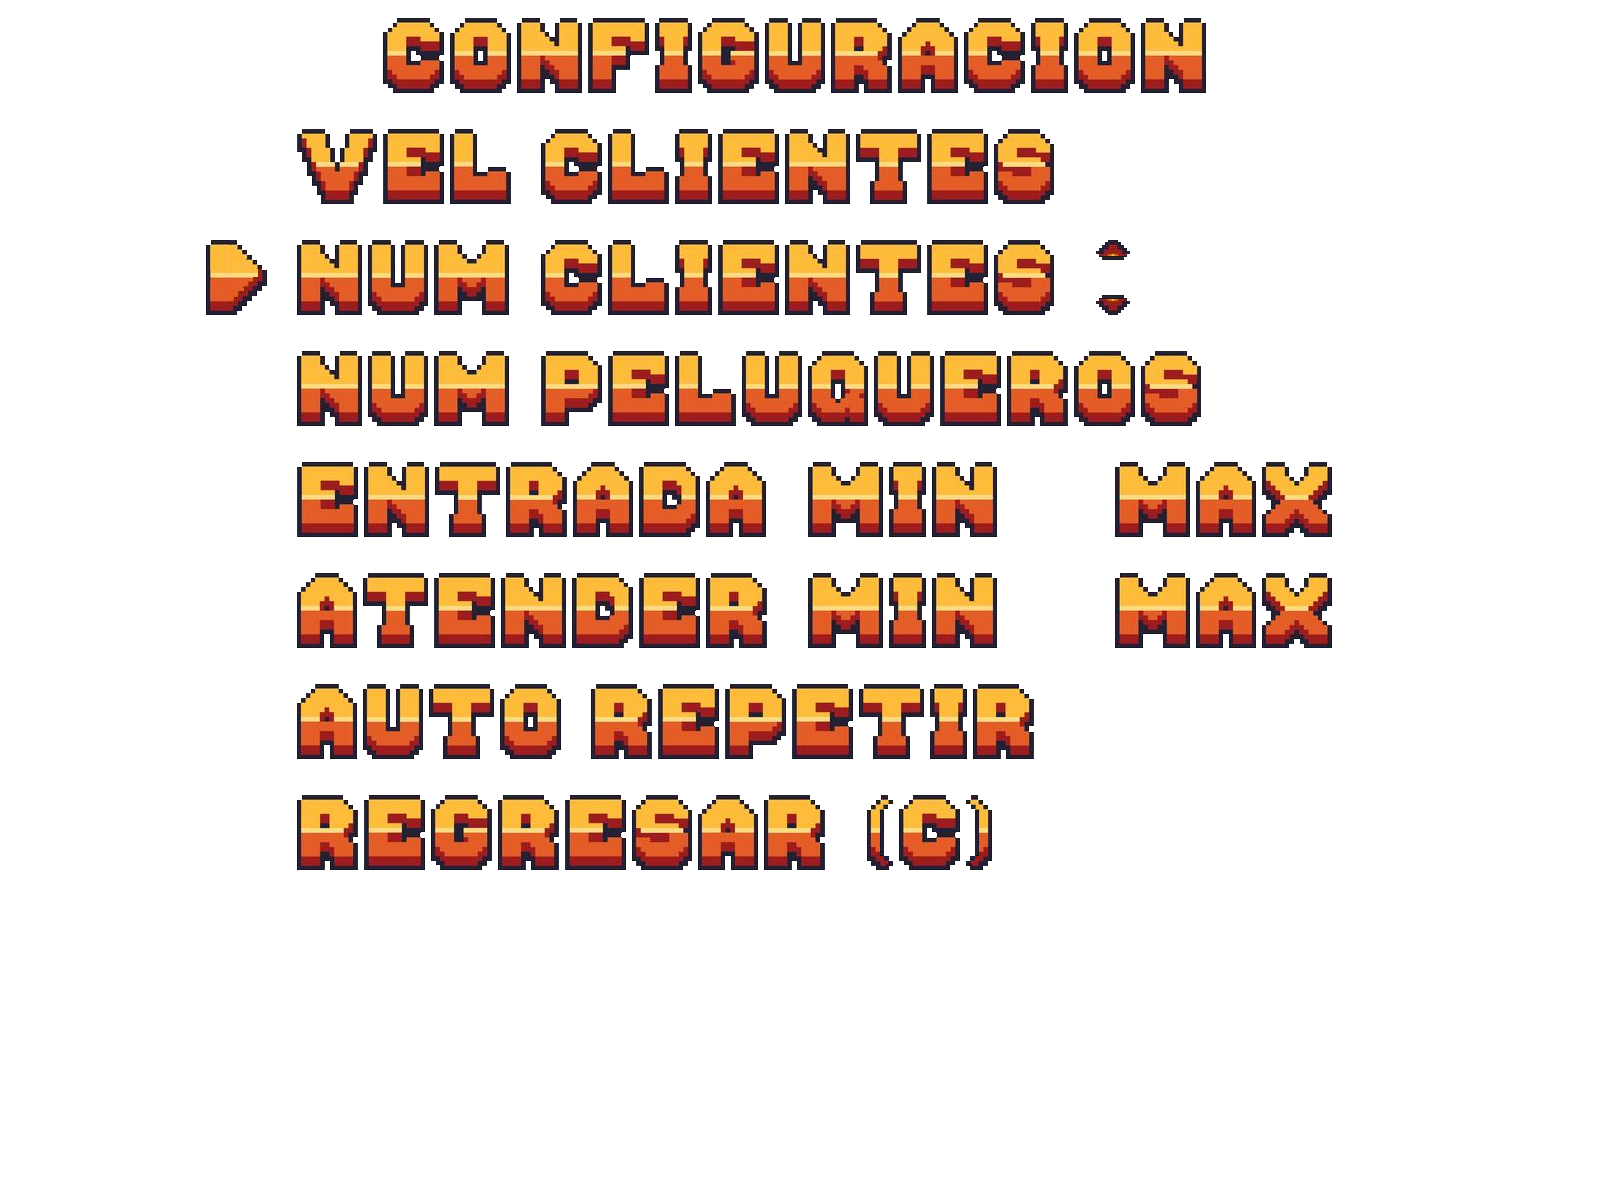 CONFIGURACION
VEL CLIENTES
NUM CLIENTES :
NUM PELUQUEROS
ENTRADA MIN MAX
ATENDER MIN MAX
AUTO REPETIR
REGRESAR (C)